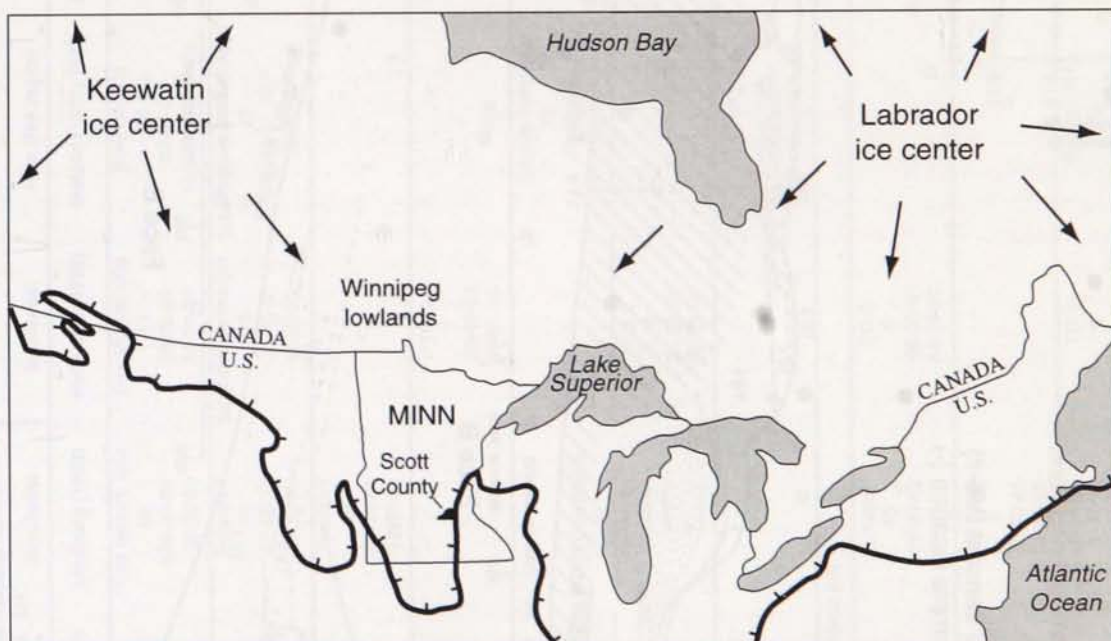 Hudson Bay
Keewatin
ice center
Labrador
ice center
Winnipeg
lowlands
CANADA
U.S.
Lake
Superior
CANADA
U.S.
MINN
Scott
County
Atlantic
Ocean